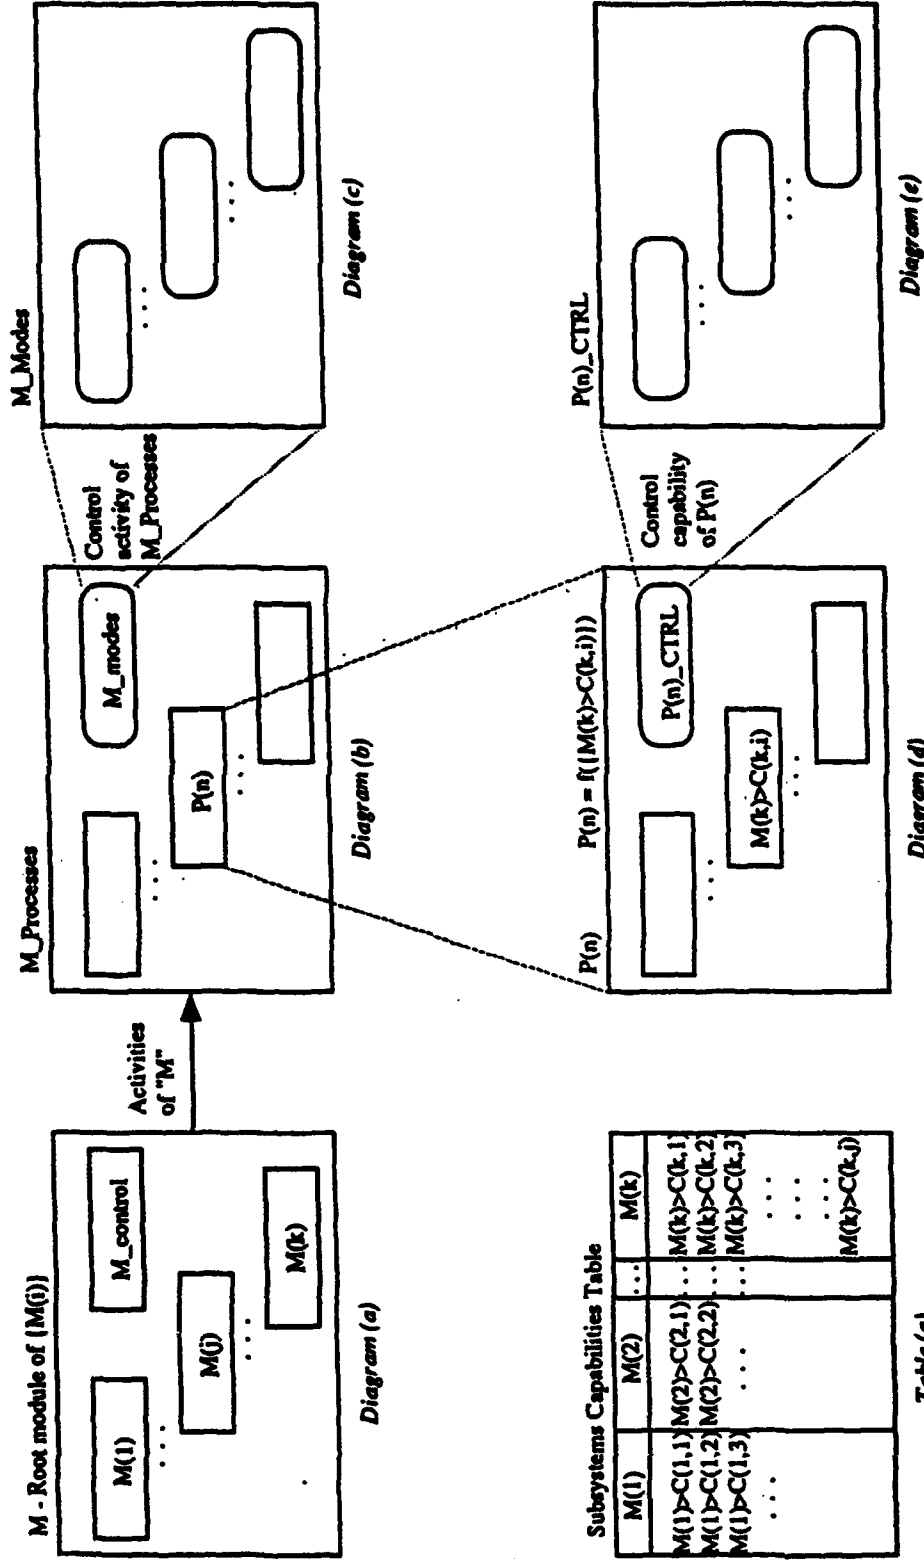 M - Root module of {M(i)}
M(1)
M_control
M(j)
M(k)
Diagram (a)
Activities
of "M"
M_Processes
M_modes
P(n)
Diagram (b)
Control
activity of
M_Processes
M_Modes
Diagram (c)
Subsystems Capabilities Table
M(1) M(2) ... M(k)
M(1)>C(1,1) M(2)>C(2,1) ... M(k)>C(k,1)
M(1)>C(1,2) M(2)>C(2,2) ... M(k)>C(k,2)
M(1)>C(1,3) ... ... M(k)>C(k,3)
M(k)>C(k,j)
P(n) P(n) = f({M(k)>C(k,i)})
P(n)_CTRL
M(k)>C(k,i)
Diagram (d)
Control
capability
of P(n)
P(n)_CTRL
Diagram (e)